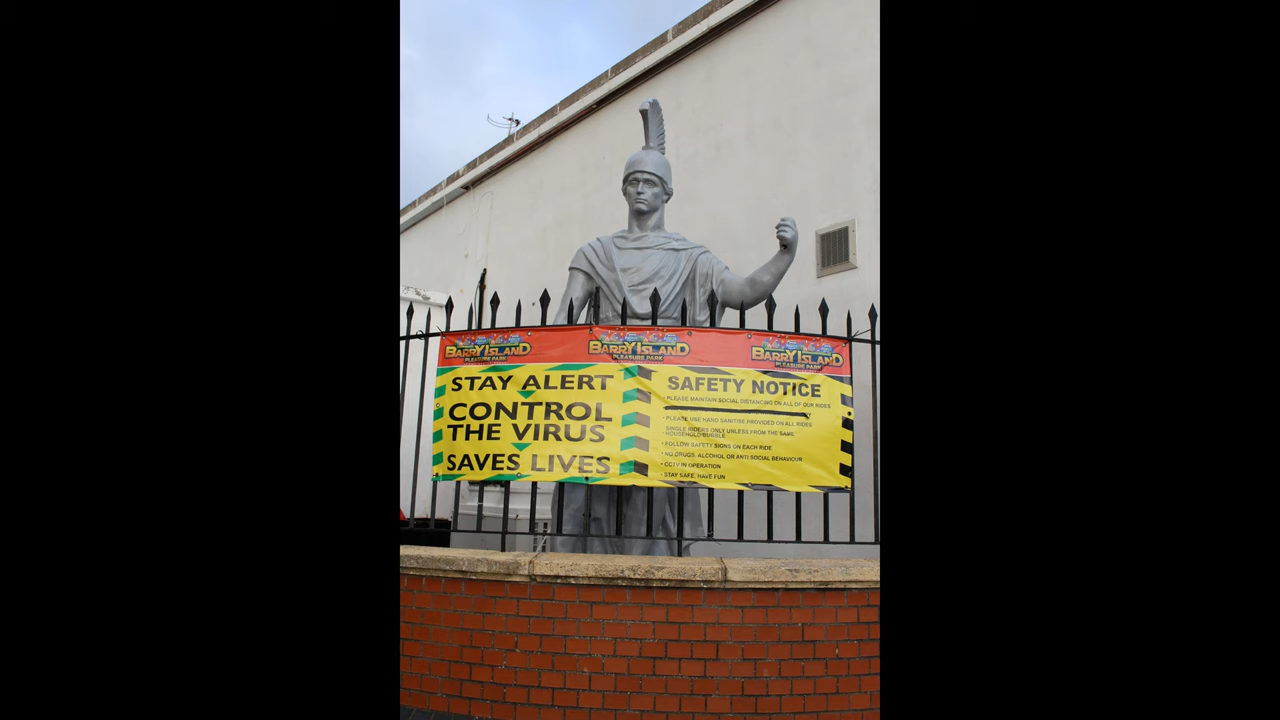 BARRY ISLAND
PLEASURE PARK
BARRY ISLAND
PLEASURE PARK
BARRY ISLAND
PLEASURE PARK
STAY ALERT
CONTROL
THE VIRUS
SAVES LIVES
SAFETY NOTICE
• PLEASE MAINTAIN SOCIAL DISTANCING ON ALL OF OUR RIDES
• PLEASE USE HAND SANITISE PROVIDED ON ALL RIDES
• SINGLE RIDERS ONLY UNLESS FROM THE SAME
HOUSEHOLD/BUBBLE
• FOLLOW SAFETY SIGNS ON EACH RIDE
• NO DRUGS, ALCOHOL OR ANTI SOCIAL BEHAVIOUR
• CCTV IN OPERATION
• STAY SAFE, HAVE FUN